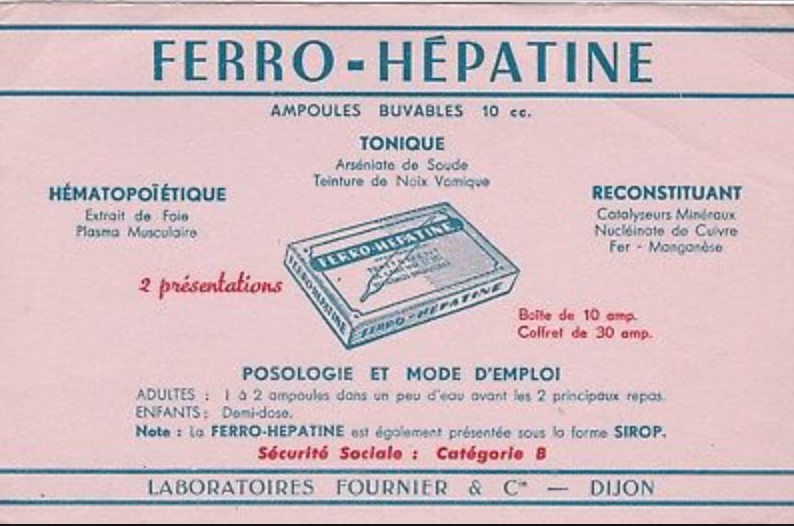 FERRO-HÉPATINE
AMPOULES BUVABLES 10 cc.
TONIQUE
Arséniate de Soude
Teinture de Noix Vomique
HÉMATOPOÏÉTIQUE
Extrait de Foie
Plasma Musculaire
RECONSTITUANT
Catalyseurs Minéraux
Nucléinate de Cuivre
Fer - Manganèse
FERRO-HEPATINE
FERRO-HEPATINE
FERRO-HEPATINE
2 présentations
Boîte de 10 amp.
Coffret de 30 amp.
POSOLOGIE ET MODE D'EMPLOI
ADULTES : 1 à 2 ampoules dans un peu d'eau avant les 2 principaux repas.
ENFANTS : Demi-dose.
Note : La FERRO-HEPATINE est également présentée sous la forme SIROP.
Sécurité Sociale : Catégorie B
LABORATOIRES FOURNIER & Cie — DIJON